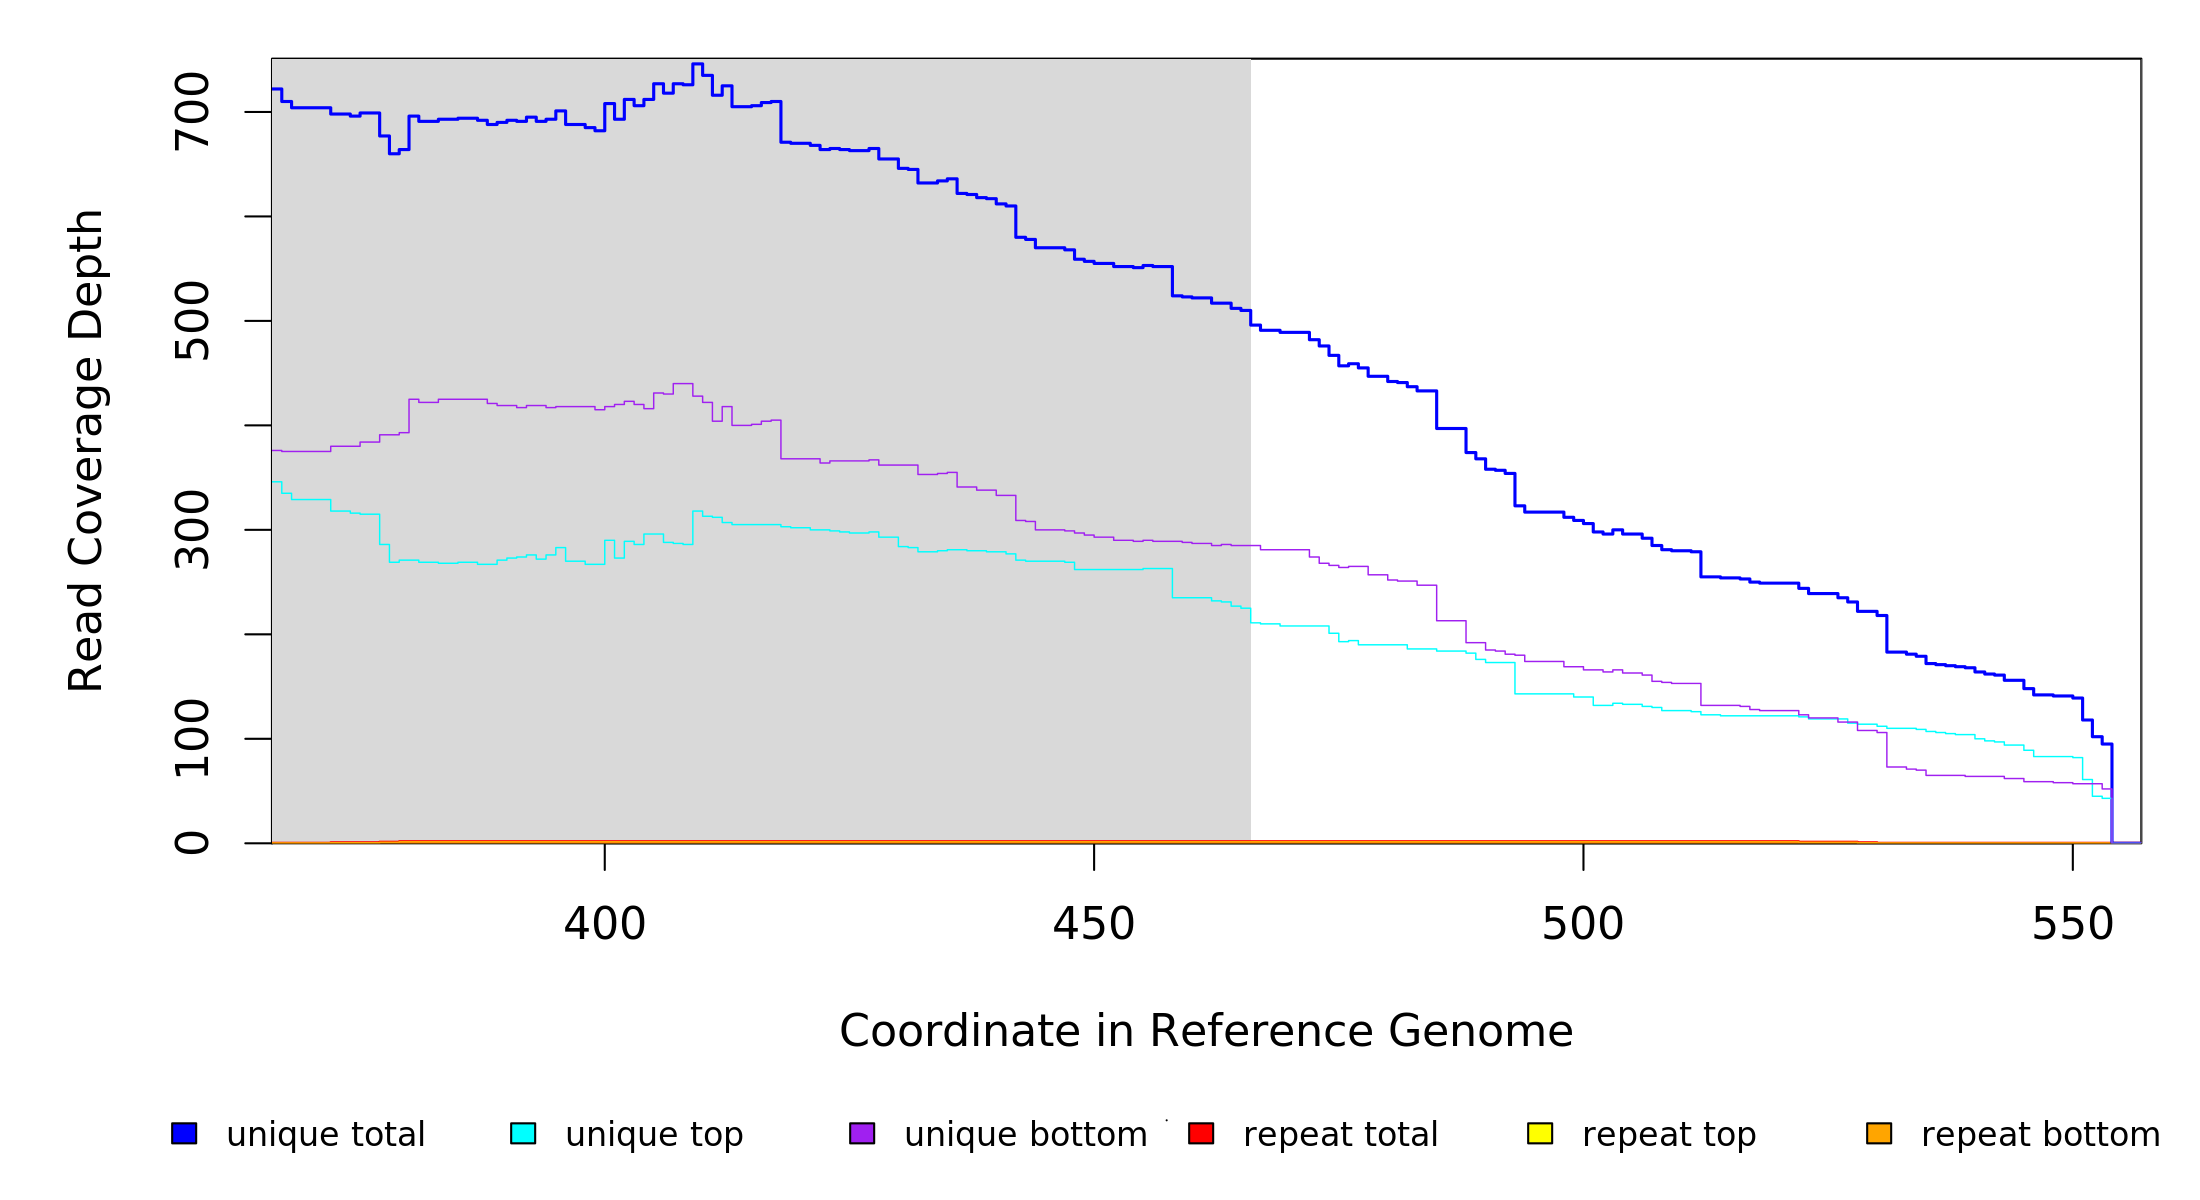 Read Coverage Depth
700
500
300
100
0
400 450 500 550
Coordinate in Reference Genome
unique total unique top unique bottom repeat total repeat top repeat bottom